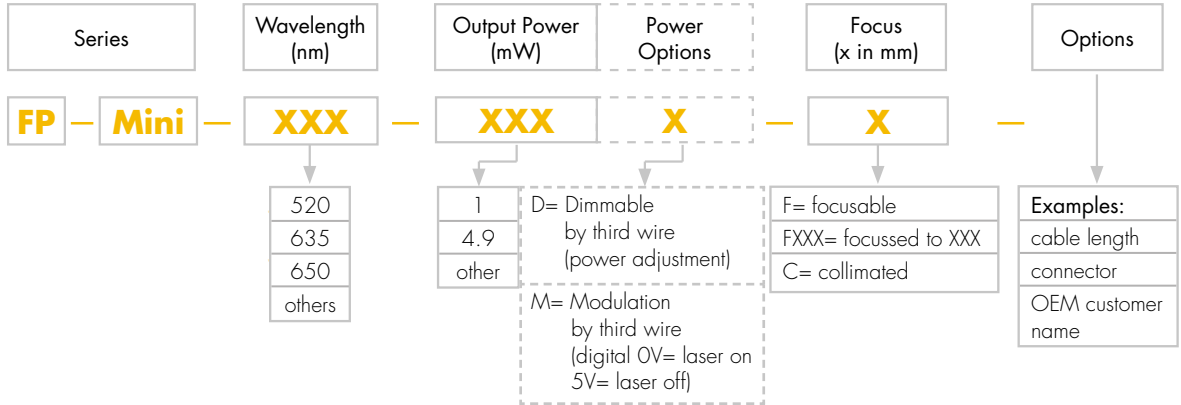 Series
Wavelength
(nm)
Output Power
(mW)
Power
Options
Focus
(x in mm)
Options
FP — Mini — XXX — XXX X — X —
520
635
650
others
1
4.9
other
D= Dimmable
by third wire
(power adjustment)
M= Modulation
by third wire
(digital 0V= laser on
5V= laser off)
F= focusable
FXXX= focussed to XXX
C= collimated
Examples:
cable length
connector
OEM customer
name